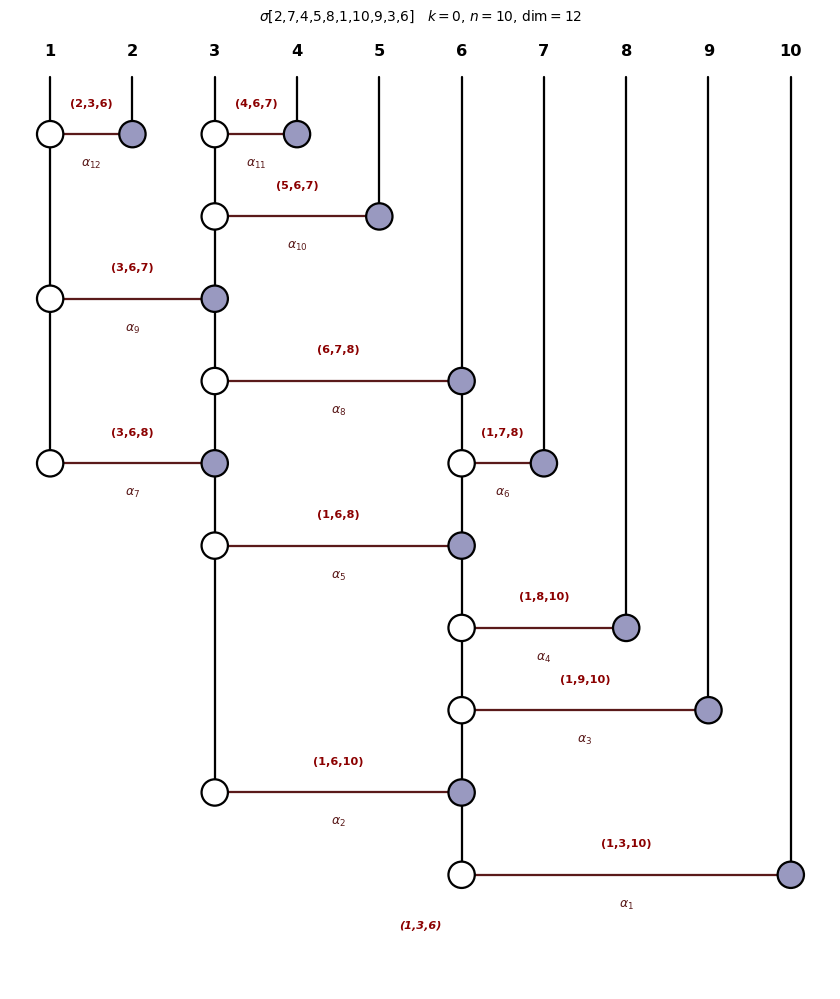 σ[2,7,4,5,8,1,10,9,3,6] k=0, n=10, dim=12
1 2 3 4 5 6 7 8 9 10
(2,3,6) (4,6,7)
α₁₂ α₁₁
(5,6,7)
α₁₀
(3,6,7)
α₉
(6,7,8)
α₈
(3,6,8) (1,7,8)
α₇ α₆
(1,6,8)
α₅
(1,8,10)
α₄
(1,9,10)
α₃
(1,6,10)
α₂
(1,3,10)
α₁
(1,3,6)